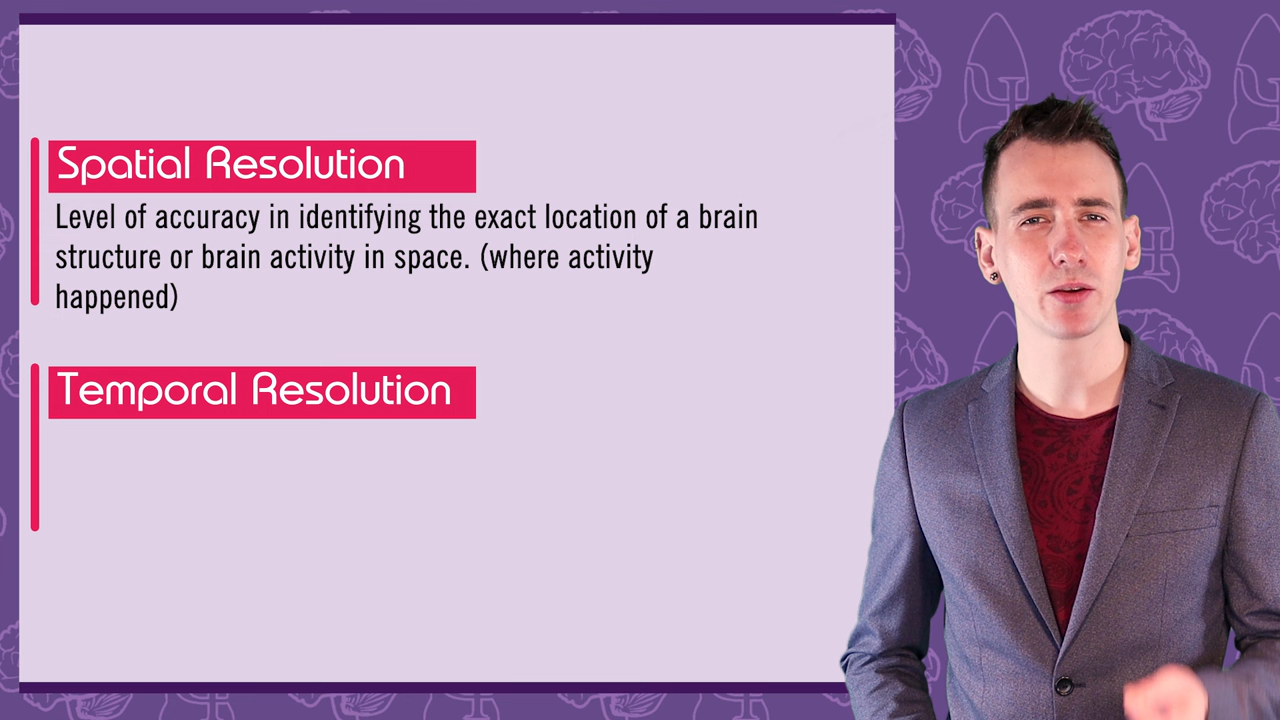 Spatial Resolution
Level of accuracy in identifying the exact location of a brain
structure or brain activity in space. (where activity
happened)
Temporal Resolution